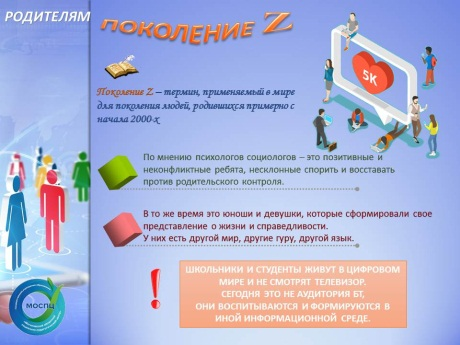 РОДИТЕЛЯМ
ПОКОЛЕНИЕ Z
Поколение Z – термин, применяемый в мире
для поколения людей, родившихся примерно с
начала 2000-х
5K
По мнению психологов социологов – это позитивные и
неконфликтные ребята, несклонные спорить и восставать
против родительского контроля.
В то же время это юноши и девушки, которые сформировали свое
представление о жизни и справедливости.
У них есть другой мир, другие гуру, другой язык.
!
ШКОЛЬНИКИ И СТУДЕНТЫ ЖИВУТ В ЦИФРОВОМ
МИРЕ И НЕ СМОТРЯТ ТЕЛЕВИЗОР.
СЕГОДНЯ ЭТО НЕ АУДИТОРИЯ БТ,
ОНИ ВОСПИТЫВАЮТСЯ И ФОРМИРУЮТСЯ В
ИНОЙ ИНФОРМАЦИОННОЙ СРЕДЕ.
МОСПЦ